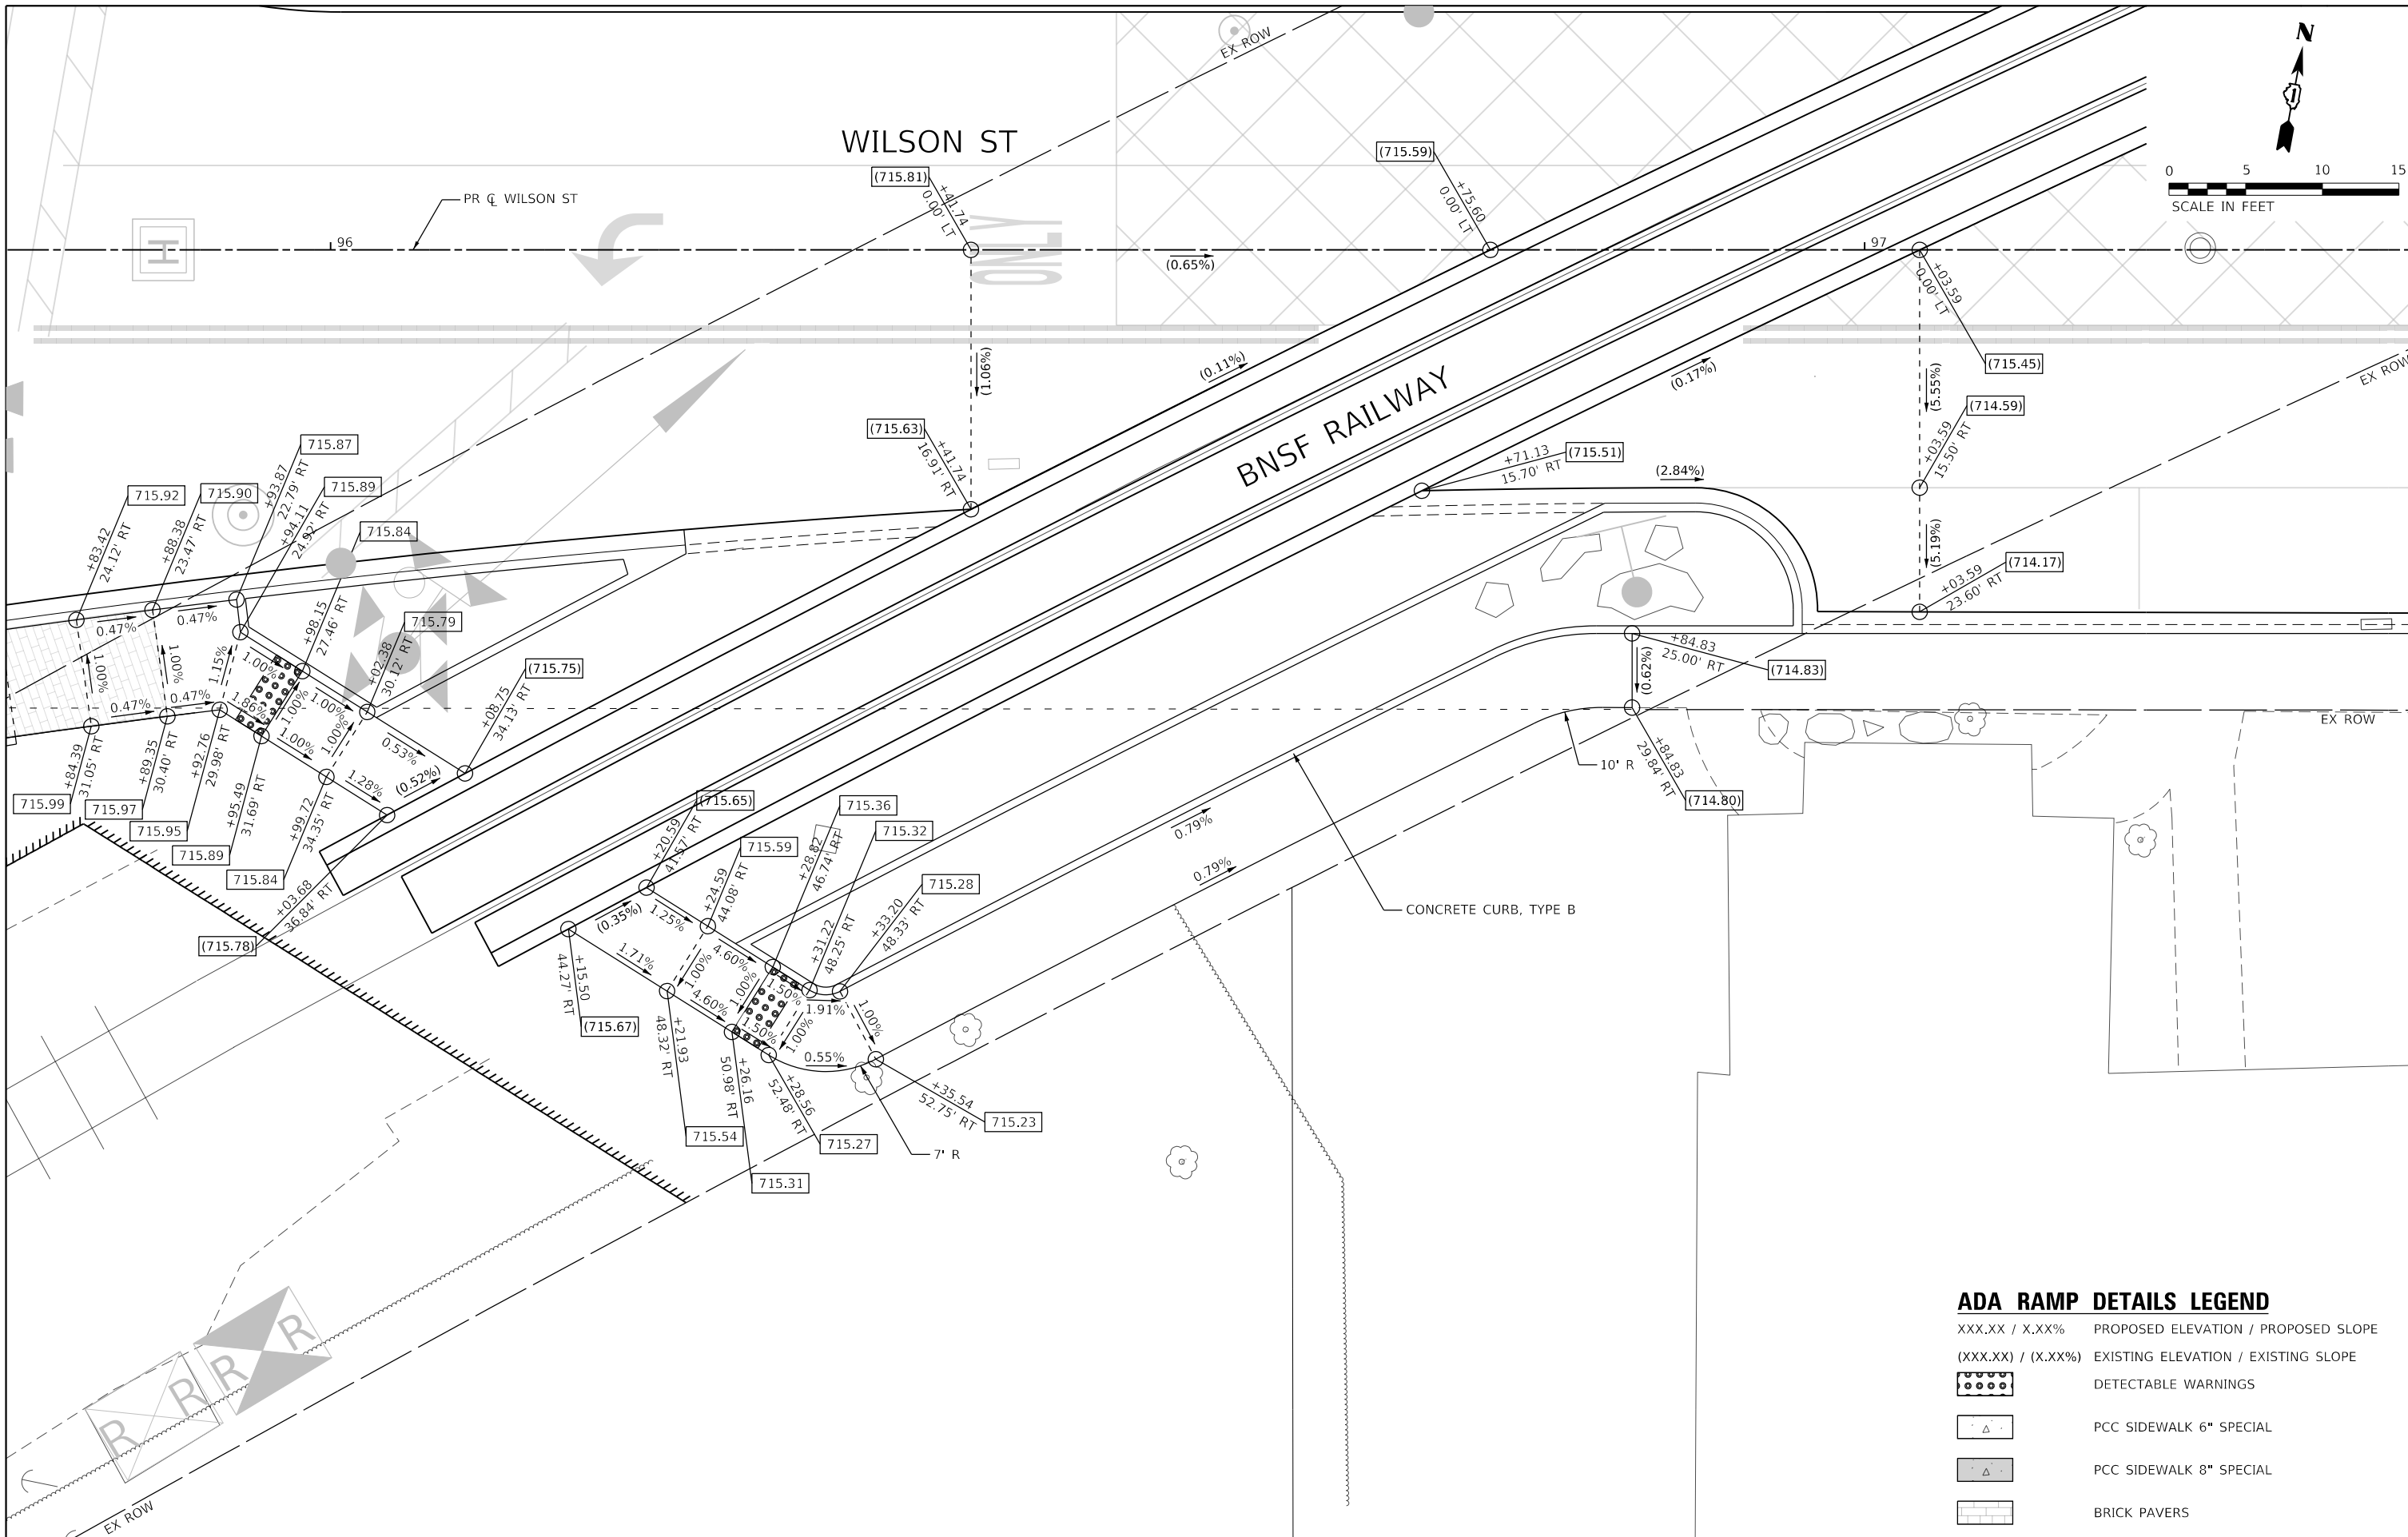 EX ROW
N
1
WILSON ST
(715.59)
+75.60
0.00' LT
(715.81)
+41.74
0.00' LT
0 5 10 15
SCALE IN FEET
PR ℄ WILSON ST
96
H
ONLY
(0.65%)
97
+03.59
0.00' LT
(715.45)
(1.06%)
(0.11%)
(0.17%)
(5.55%)
EX ROW
BNSF RAILWAY
(714.59)
+03.59
15.50' RT
(715.63)
+41.74
16.91' RT
+71.13
15.70' RT
(715.51)
(2.84%)
(5.19%)
+03.59
23.60' RT
(714.17)
715.87
+93.87
22.79' RT
715.89
+94.11
24.92' RT
715.92
+83.42
24.12' RT
715.90
+88.38
23.47' RT
715.84
+98.15
27.46' RT
715.79
+02.38
30.12' RT
(715.75)
+08.75
34.13' RT
0.47%
0.47%
1.00%
1.00%
1.15%
1.00%
1.86%
1.00%
1.00%
1.00%
1.00%
0.47%
0.47%
0.53%
1.28%
(0.52%)
+84.39
31.05' RT
715.99
+89.35
30.40' RT
715.97
+92.76
29.98' RT
715.95
+95.49
31.69' RT
715.89
+99.72
34.35' RT
715.84
+03.68
36.84' RT
(715.78)
+84.83
25.00' RT
(714.83)
(0.62%)
EX ROW
10' R
+84.83
29.84' RT
(714.80)
(715.65)
+20.59
41.57' RT
715.36
+28.82
46.74' RT
715.32
+31.22
48.25' RT
715.59
+24.59
44.08' RT
715.28
+33.20
48.33' RT
0.79%
0.79%
CONCRETE CURB, TYPE B
(0.35%)
1.25%
1.71%
4.60%
1.00%
4.60%
1.00%
1.50%
1.50%
1.91%
1.00%
1.00%
0.55%
+15.50
44.27' RT
(715.67)
+21.93
48.32' RT
715.54
+26.16
50.98' RT
715.31
+28.56
52.48' RT
715.27
+35.54
52.75' RT
715.23
7' R
R R
R R
EX ROW
ADA RAMP DETAILS LEGEND
XXX.XX / X.XX% PROPOSED ELEVATION / PROPOSED SLOPE
(XXX.XX) / (X.XX%) EXISTING ELEVATION / EXISTING SLOPE
DETECTABLE WARNINGS
PCC SIDEWALK 6" SPECIAL
PCC SIDEWALK 8" SPECIAL
BRICK PAVERS